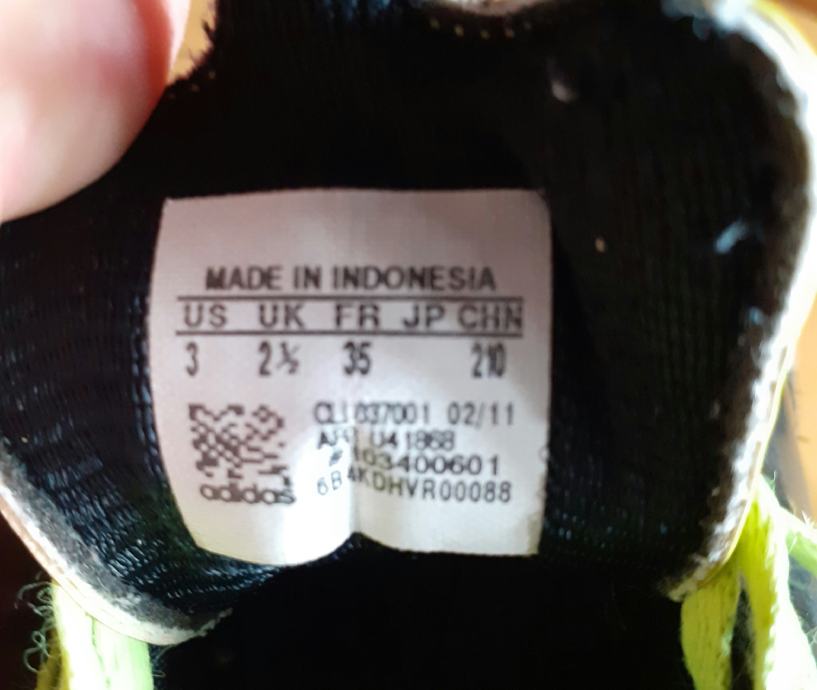 MADE IN INDONESIA
US UK FR JP CHN
3 2½ 35 210
037001 02/11
U41868
103400601
6B4KDHVR00088
adidas